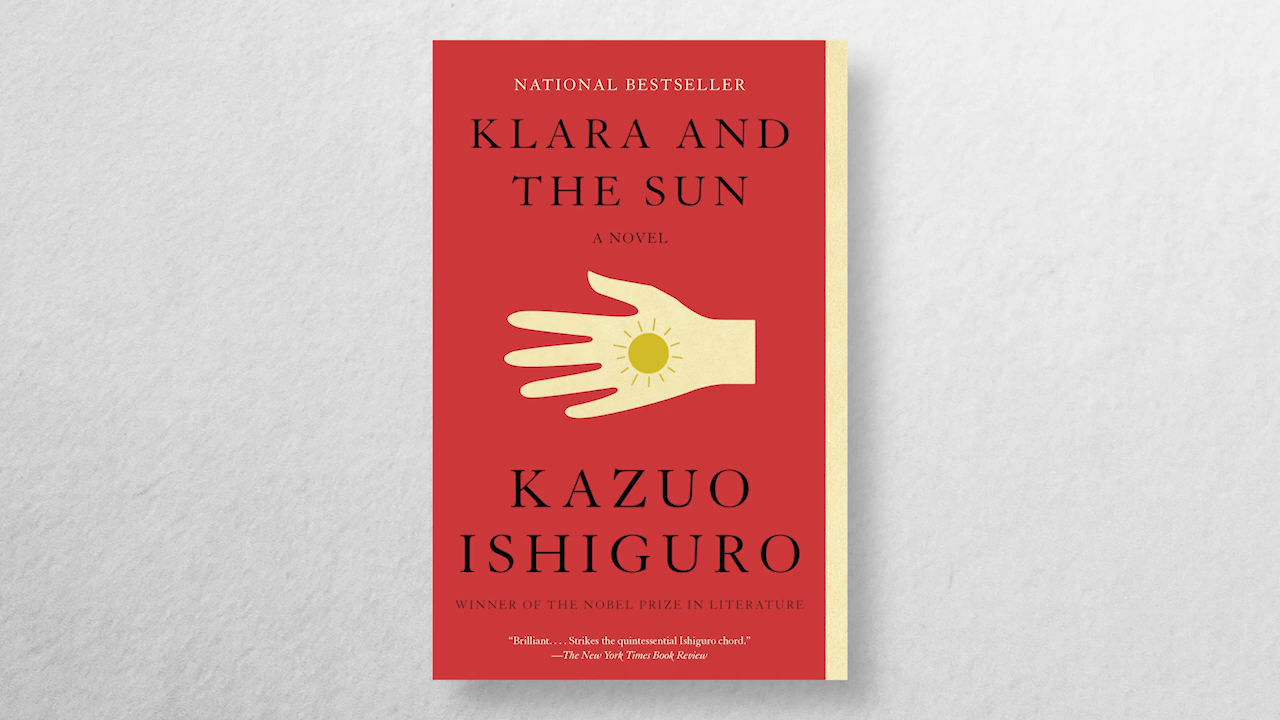 NATIONAL BESTSELLER
KLARA AND
THE SUN
A NOVEL
KAZUO
ISHIGURO
WINNER OF THE NOBEL PRIZE IN LITERATURE
“Brilliant. . . . Strikes the quintessential Ishiguro chord.”
—The New York Times Book Review